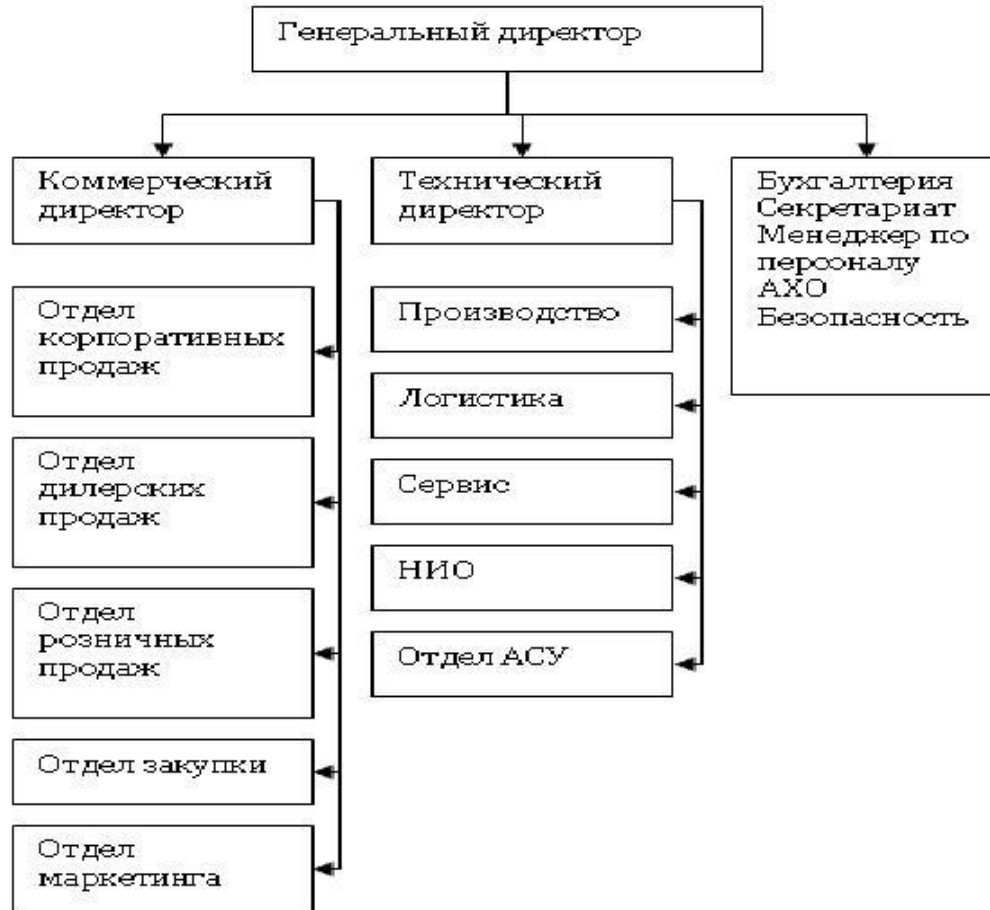 Генеральный директор
Коммерческий
директор
Отдел
корпоративных
продаж
Отдел
дилерских
продаж
Отдел
розничных
продаж
Отдел закупки
Отдел
маркетинга
Технический
директор
Производство
Логистика
Сервис
НИО
Отдел АСУ
Бухгалтерия
Секретариат
Менеджер по
персоналу
АХО
Безопасность